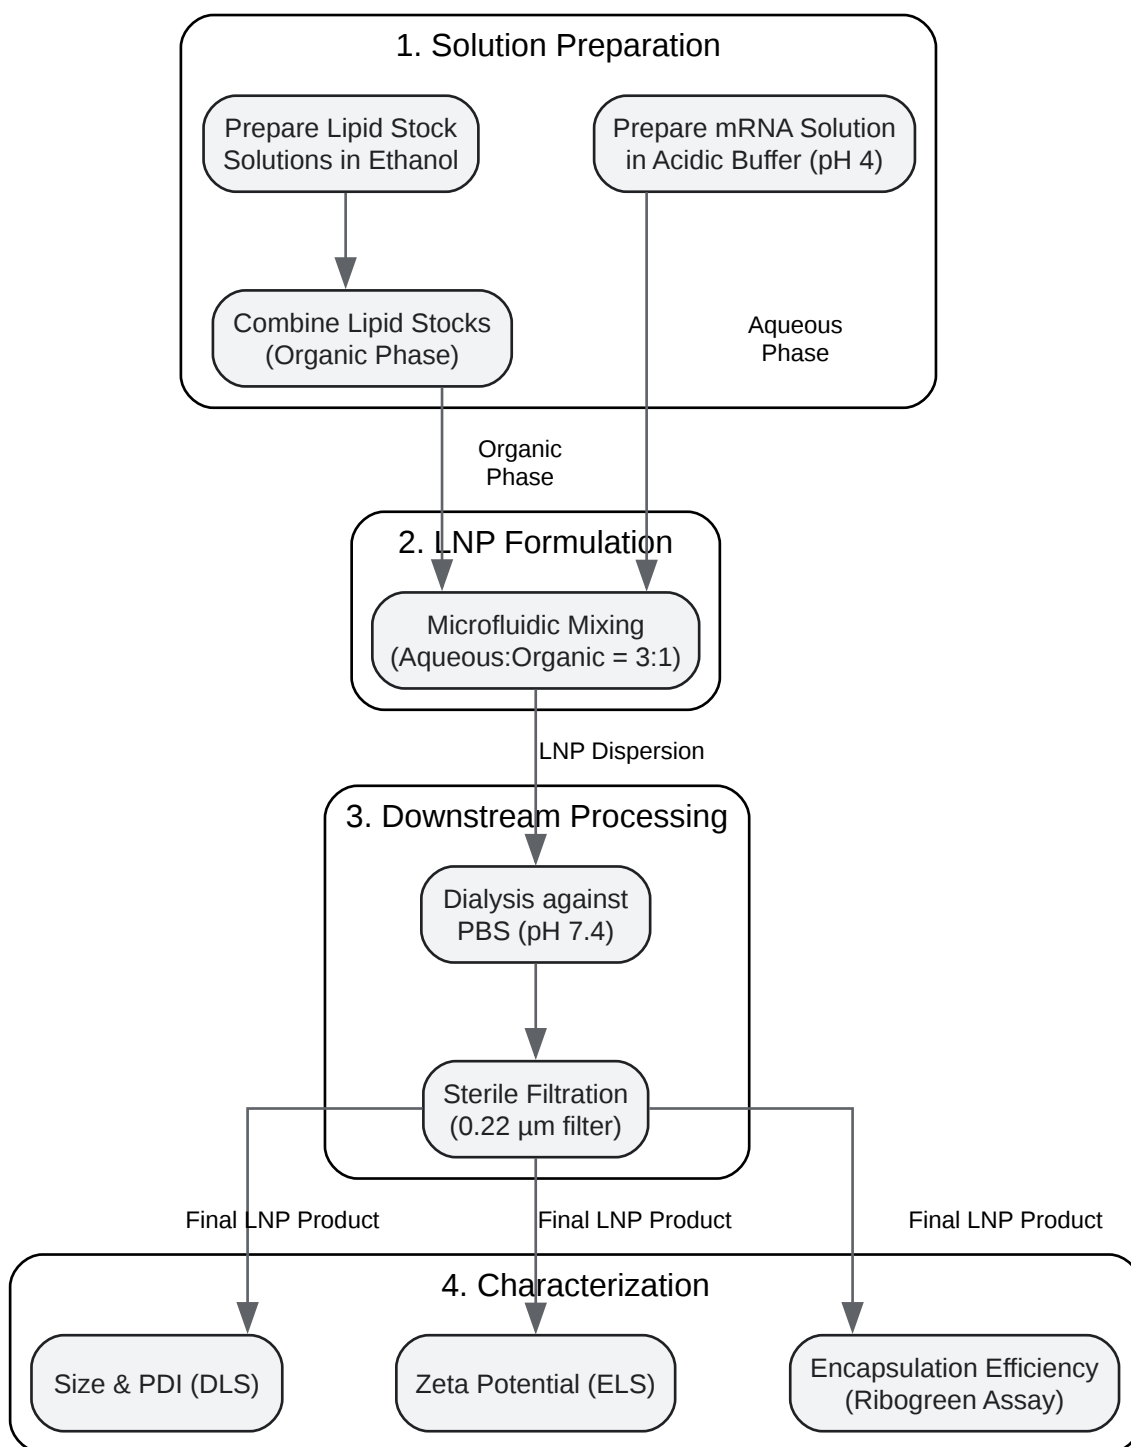 1. Solution Preparation
Prepare Lipid Stock
Solutions in Ethanol
Prepare mRNA Solution
in Acidic Buffer (pH 4)
Combine Lipid Stocks
(Organic Phase)
Aqueous
Phase
Organic
Phase
2. LNP Formulation
Microfluidic Mixing
(Aqueous:Organic = 3:1)
LNP Dispersion
3. Downstream Processing
Dialysis against
PBS (pH 7.4)
Sterile Filtration
(0.22 µm filter)
Final LNP Product
Final LNP Product
Final LNP Product
4. Characterization
Size & PDI (DLS)
Zeta Potential (ELS)
Encapsulation Efficiency
(Ribogreen Assay)